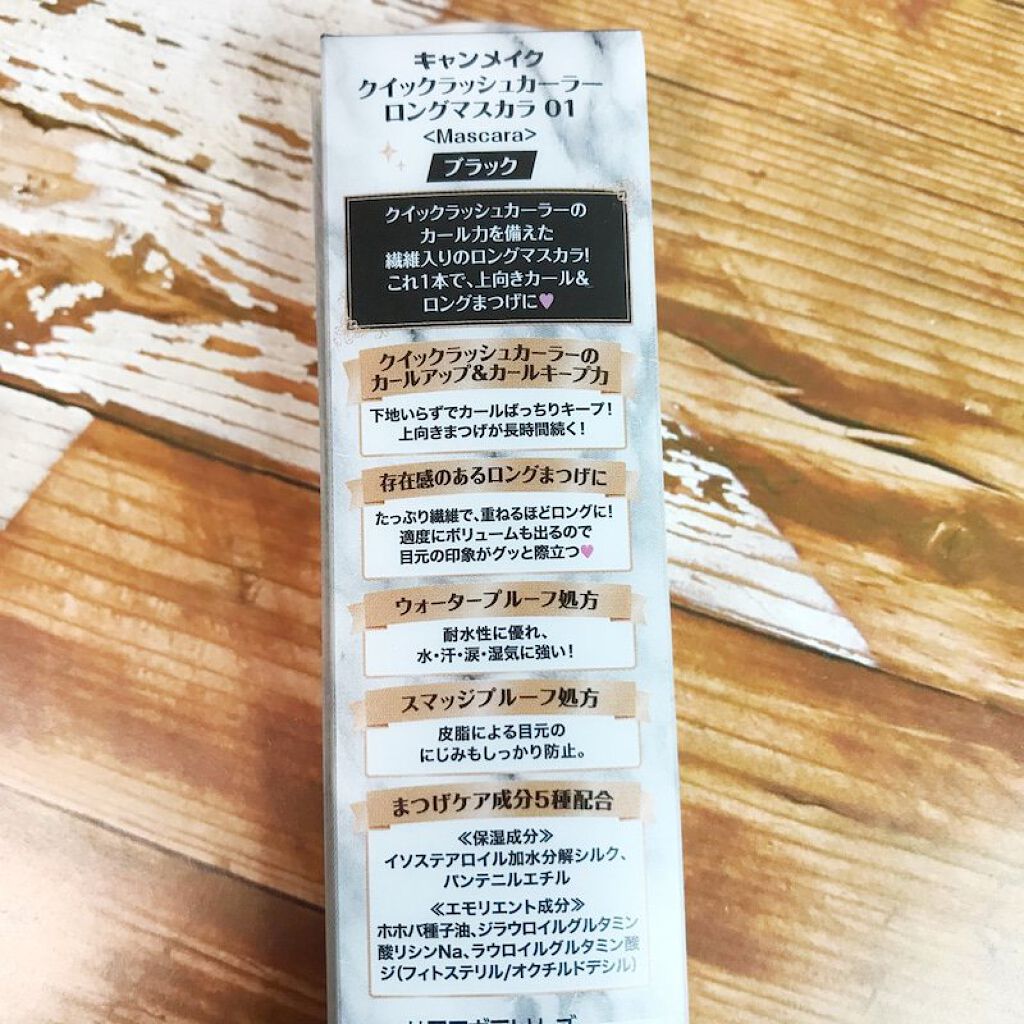 キャンメイク
クイックラッシュカーラー
ロングマスカラ 01
<Mascara>
ブラック
クイックラッシュカーラーの
カール力を備えた
繊維入りのロングマスカラ!
これ1本で、上向きカール&
ロングまつげに♥
クイックラッシュカーラーの
カールアップ&カールキープ力
下地いらずでカールばっちりキープ!
上向きまつげが長時間続く!
存在感のあるロングまつげに
たっぷり繊維で、重ねるほどロングに!
適度にボリュームも出るので
目元の印象がグッと際立つ♥
ウォータープルーフ処方
耐水性に優れ、
水・汗・涙・湿気に強い!
スマッジプルーフ処方
皮脂による目元の
にじみもしっかり防止。
まつげケア成分5種配合
≪保湿成分≫
イソステアロイル加水分解シルク、
パンテニルエチル
≪エモリエント成分≫
ホホバ種子油、ジラウロイルグルタミン
酸リシンNa、ラウロイルグルタミン酸
ジ(フィトステリル/オクチルドデシル)